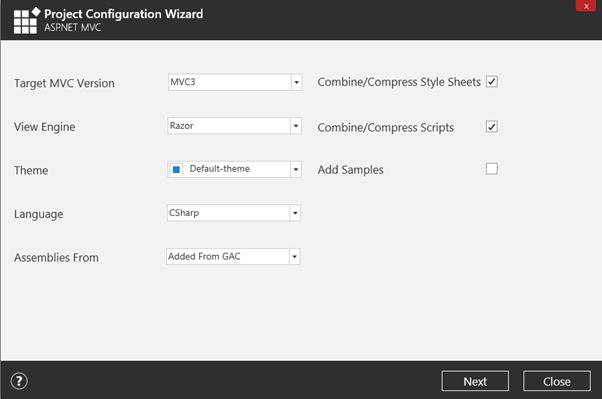 Project Configuration Wizard
ASP.NET MVC
x
Target MVC Version MVC3 Combine/Compress Style Sheets
View Engine Razor Combine/Compress Scripts
Theme Default-theme Add Samples
Language CSharp
Assemblies From Added From GAC
? Next Close